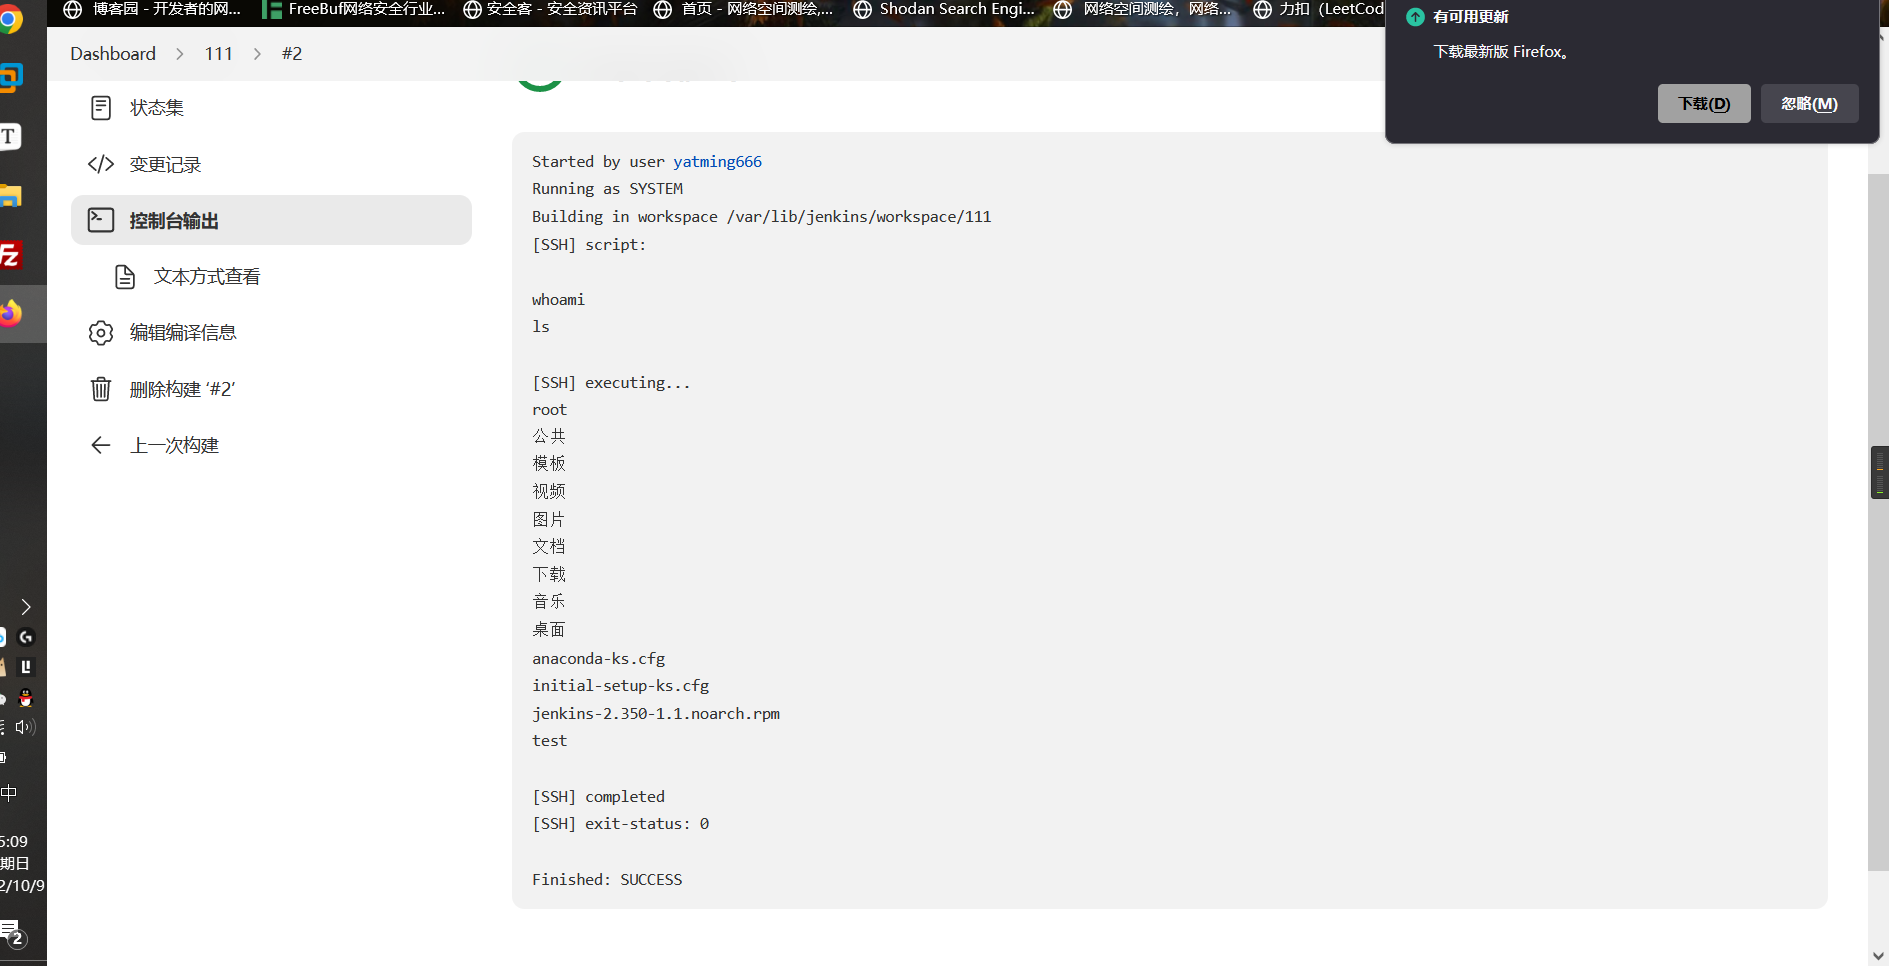 博客园 - 开发者的网...
FreeBuf网络安全行业...
安全客 - 安全资讯平台
首页 - 网络空间测绘,...
Shodan Search Engi...
网络空间测绘，网络...
力扣（LeetCod
有可用更新
下载最新版 Firefox。
下载(D)
忽略(M)
Dashboard
111
#2
状态集
变更记录
控制台输出
文本方式查看
编辑编译信息
删除构建 ‘#2’
上一次构建
Started by user yatming666
Running as SYSTEM
Building in workspace /var/lib/jenkins/workspace/111
[SSH] script:
whoami
ls
[SSH] executing...
root
公共
模板
视频
图片
文档
下载
音乐
桌面
anaconda-ks.cfg
initial-setup-ks.cfg
jenkins-2.350-1.1.noarch.rpm
test
[SSH] completed
[SSH] exit-status: 0
Finished: SUCCESS
T
中
5:09
期日
2/10/9
2